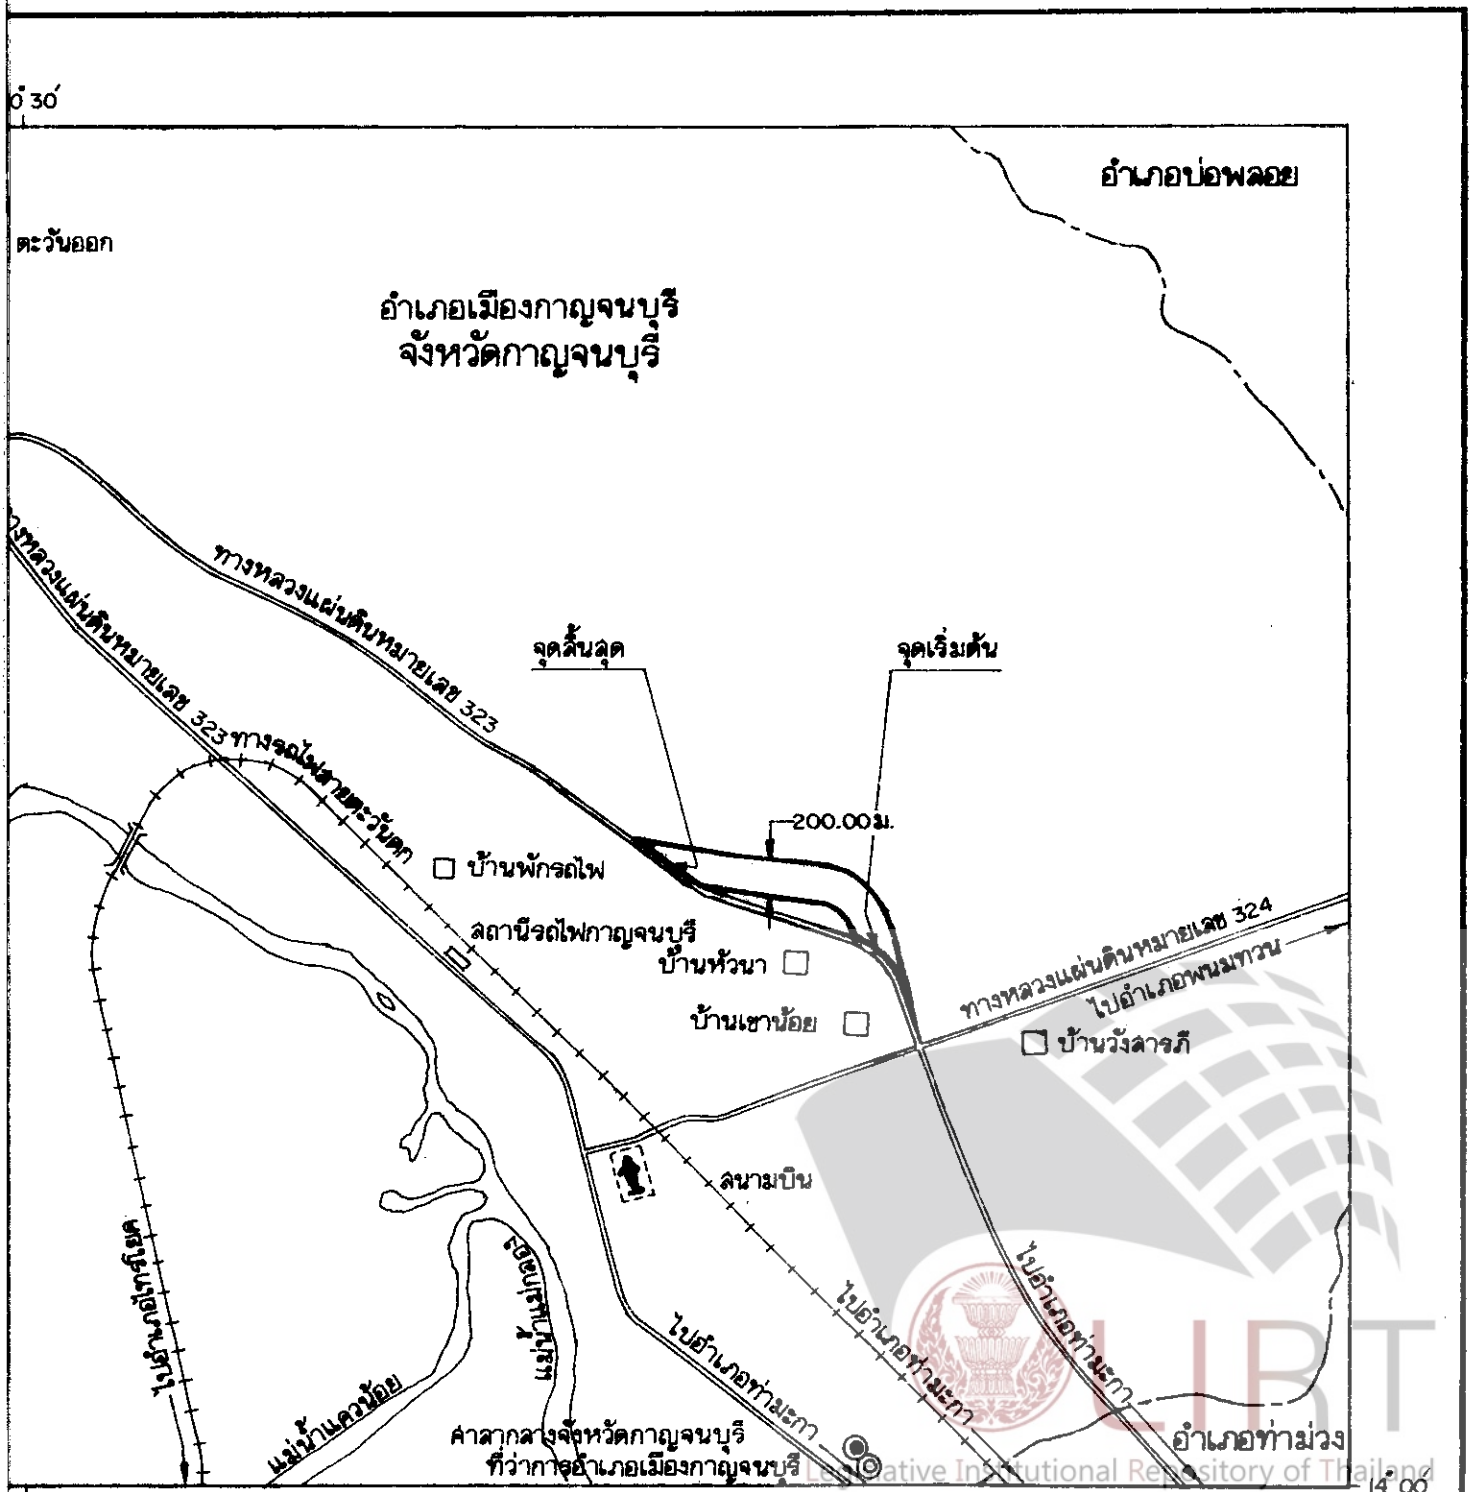 0° 30'
อำเภอบ่อพลอย
ตะวันออก
อำเภอเมืองกาญจนบุรี
จังหวัดกาญจนบุรี
ทางหลวงแผ่นดินหมายเลข 323
างหลวงแผ่นดินหมายเลข 323
จุดสิ้นสุด
จุดเริ่มต้น
ทางรถไฟสายตะวันตก
200.00 ม.
บ้านพักรถไฟ
สถานีรถไฟกาญจนบุรี
บ้านหัวนา
ทางหลวงแผ่นดินหมายเลข 324
ไปอำเภอพนมทวน
บ้านเขาน้อย
บ้านวังสารภี
สนามบิน
ไปอำเภอไทรโยค
แม่น้ำแม่กลอง
ไปอำเภอท่ามะกา
ไปอำเภอท่ามะกา
ไปอำเภอท่ามะกา
แม่น้ำแควน้อย
ศาลากลางจังหวัดกาญจนบุรี
ที่ว่าการอำเภอเมืองกาญจนบุรี
อำเภอท่าม่วง
LIRT
Legislative Institutional Repository of Thailand
14° 00'